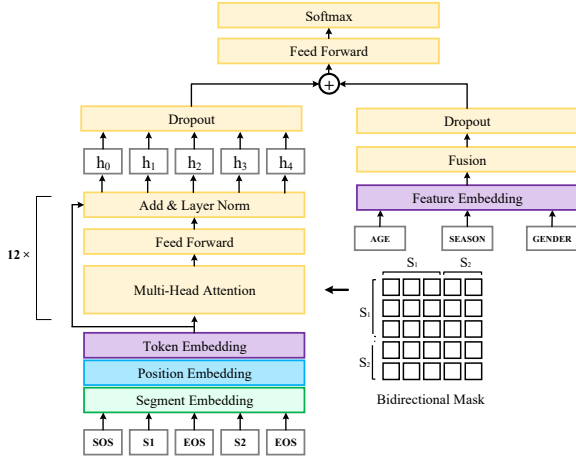 Softmax
Feed Forward
+
Dropout
Dropout
h0 h1 h2 h3 h4
Fusion
Add & Layer Norm
Feature Embedding
Feed Forward
AGE SEASON GENDER
12 ×
Multi-Head Attention
S1 S2
S1
:
S2
Token Embedding
Position Embedding
Segment Embedding
Bidirectional Mask
SOS S1 EOS S2 EOS